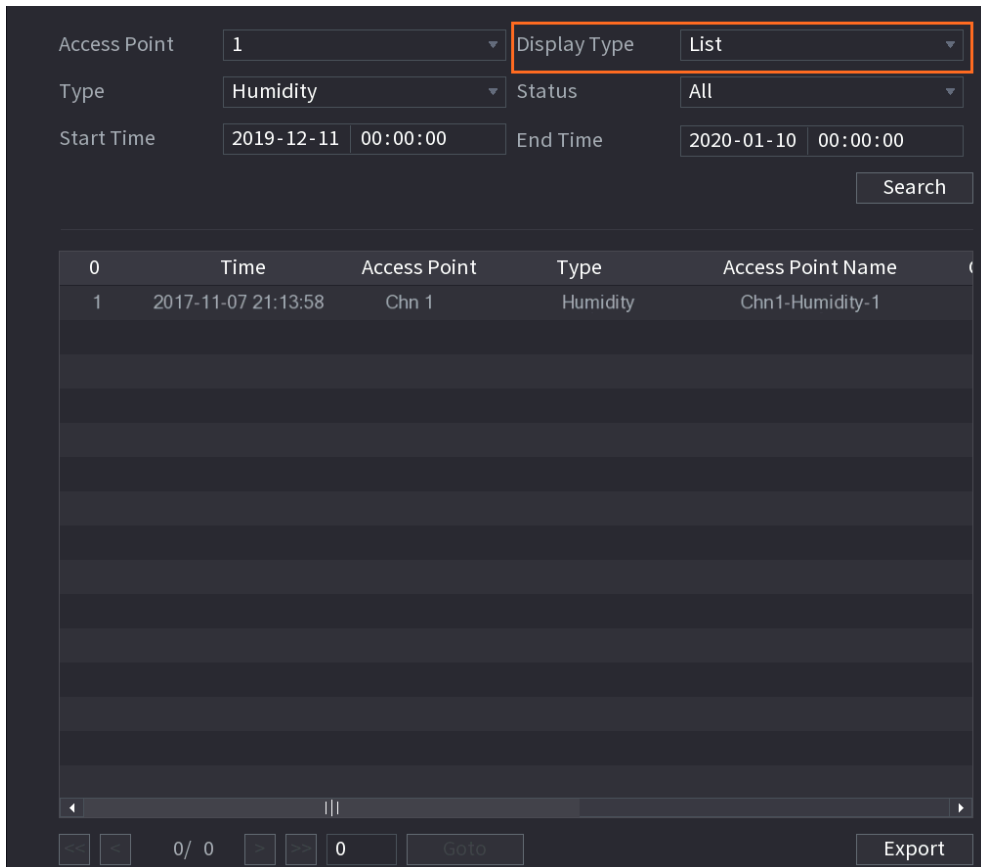 Access Point 1 Display Type List
Type Humidity Status All
Start Time 2019-12-11 00:00:00 End Time 2020-01-10 00:00:00
Search
0 Time Access Point Type Access Point Name
1 2017-11-07 21:13:58 Chn 1 Humidity Chn1-Humidity-1
<< < 0/ 0 > >> 0 Goto Export